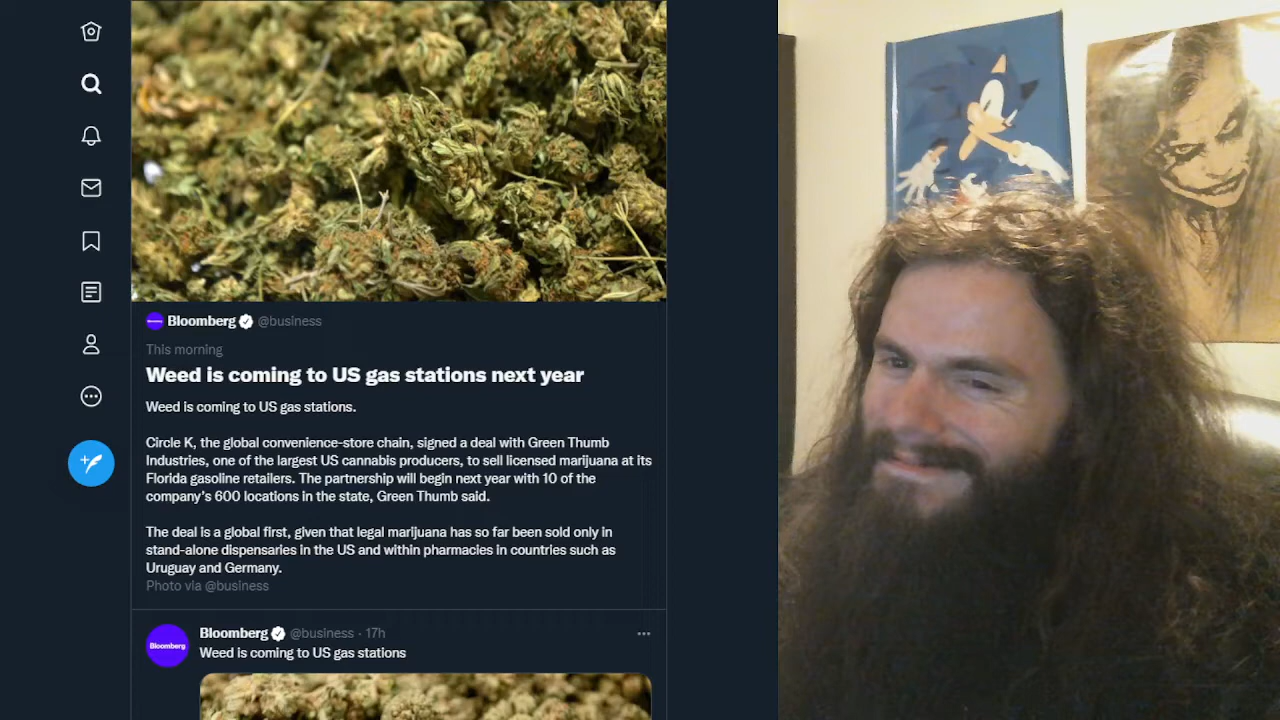 Bloomberg @business
This morning
Weed is coming to US gas stations next year
Weed is coming to US gas stations.
Circle K, the global convenience-store chain, signed a deal with Green Thumb
Industries, one of the largest US cannabis producers, to sell licensed marijuana at its
Florida gasoline retailers. The partnership will begin next year with 10 of the
company's 600 locations in the state, Green Thumb said.
The deal is a global first, given that legal marijuana has so far been sold only in
stand-alone dispensaries in the US and within pharmacies in countries such as
Uruguay and Germany.
Photo via @business
Bloomberg
Bloomberg @business · 17h
Weed is coming to US gas stations